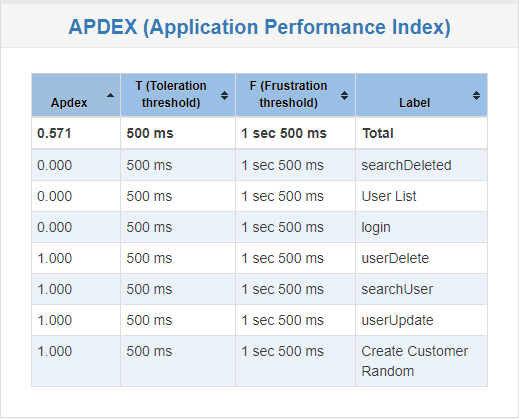 APDEX (Application Performance Index)
Apdex T (Toleration threshold) F (Frustration threshold) Label
0.571 500 ms 1 sec 500 ms Total
0.000 500 ms 1 sec 500 ms searchDeleted
0.000 500 ms 1 sec 500 ms User List
0.000 500 ms 1 sec 500 ms login
1.000 500 ms 1 sec 500 ms userDelete
1.000 500 ms 1 sec 500 ms searchUser
1.000 500 ms 1 sec 500 ms userUpdate
1.000 500 ms 1 sec 500 ms Create Customer
Random